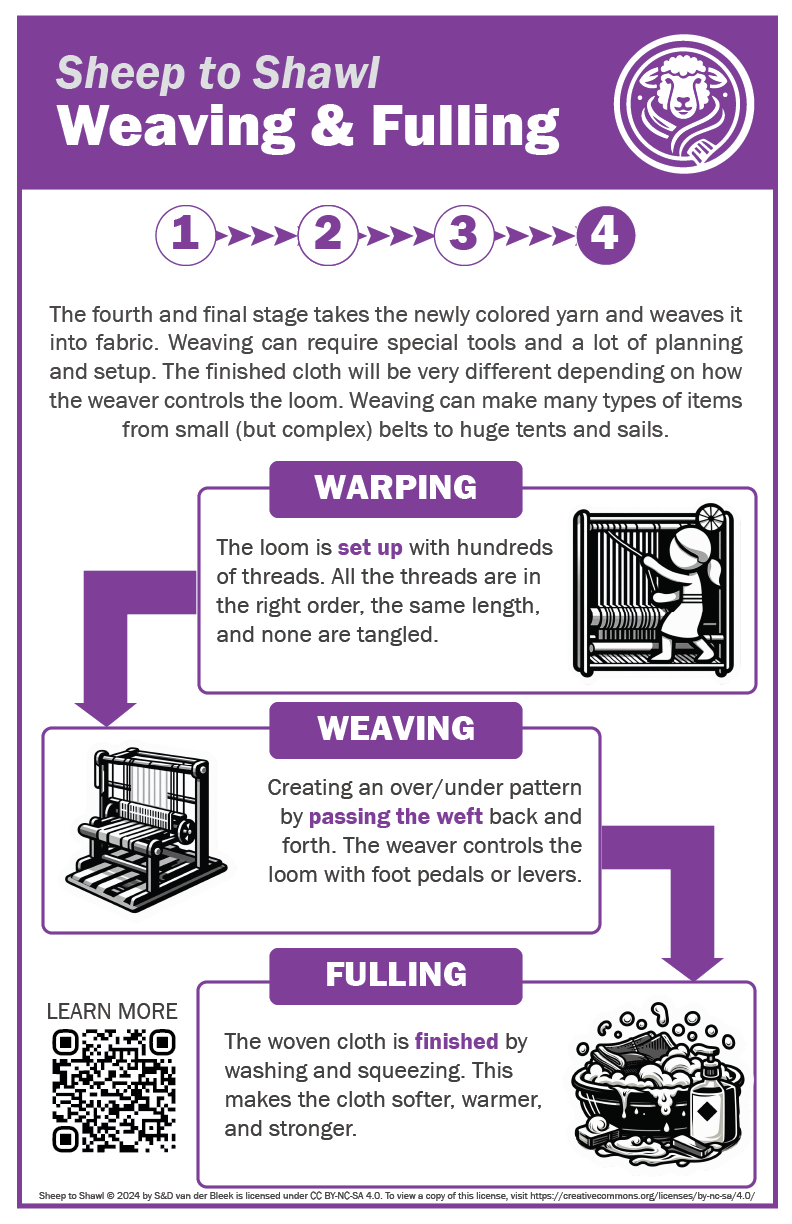 Sheep to Shawl
Weaving & Fulling
1 2 3 4
The fourth and final stage takes the newly colored yarn and weaves it
into fabric. Weaving can require special tools and a lot of planning
and setup. The finished cloth will be very different depending on how
the weaver controls the loom. Weaving can make many types of items
from small (but complex) belts to huge tents and sails.
WARPING
The loom is set up with hundreds
of threads. All the threads are in
the right order, the same length,
and none are tangled.
WEAVING
Creating an over/under pattern
by passing the weft back and
forth. The weaver controls the
loom with foot pedals or levers.
FULLING
The woven cloth is finished by
washing and squeezing. This
makes the cloth softer, warmer,
and stronger.
LEARN MORE
Sheep to Shawl © 2024 by S&D van der Bleek is licensed under CC BY-NC-SA 4.0. To view a copy of this license, visit https://creativecommons.org/licenses/by-nc-sa/4.0/